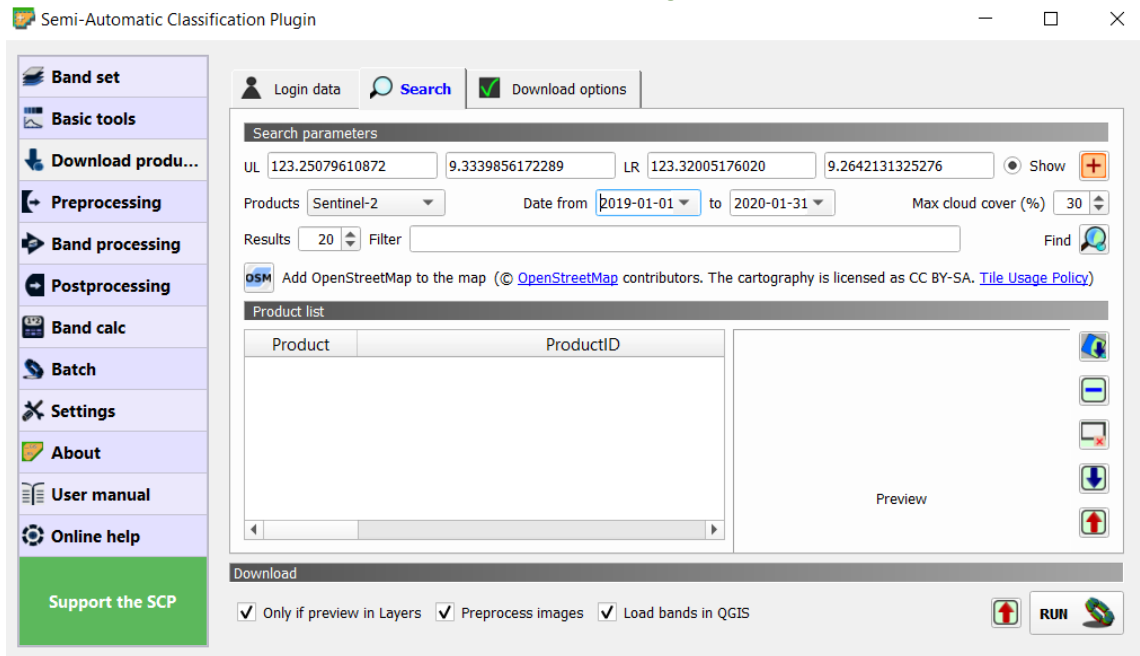 Semi-Automatic Classification Plugin
Band set
Basic tools
Download produ...
Preprocessing
Band processing
Postprocessing
Band calc
Batch
Settings
About
User manual
Online help
Support the SCP
Login data Search Download options
Search parameters
UL 123.25079610872 9.3339856172289 LR 123.32005176020 9.2642131325276 Show
Products Sentinel-2 Date from 2019-01-01 to 2020-01-31 Max cloud cover (%) 30
Results 20 Filter Find
OSM Add OpenStreetMap to the map (© OpenStreetMap contributors. The cartography is licensed as CC BY-SA. Tile Usage Policy)
Product list
Product ProductID
Preview
Download
Only if preview in Layers Preprocess images Load bands in QGIS RUN